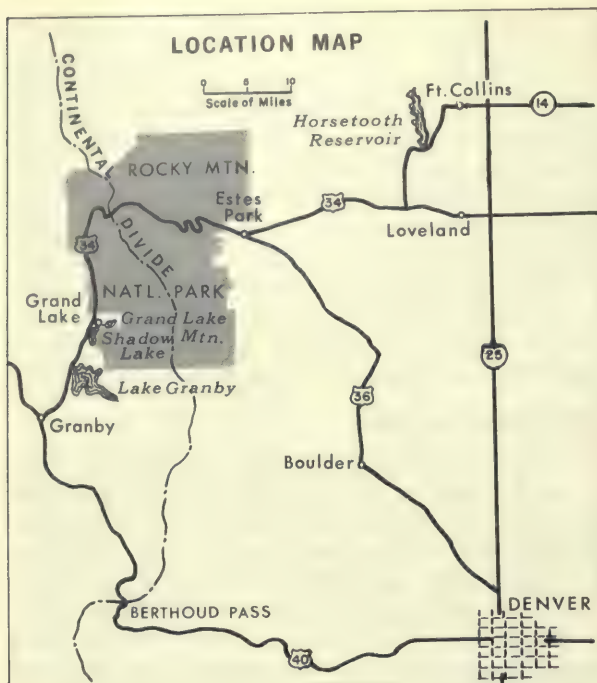 LOCATION MAP
0 5 10
Scale of Miles
CONTINENTAL
DIVIDE
Ft. Collins
14
Horsetooth
Reservoir
ROCKY MTN.
Estes
Park
34
Loveland
34
NATL. PARK
Grand
Lake
Grand Lake
Shadow Mtn.
Lake
Lake Granby
Granby
25
36
Boulder
BERTHOUD PASS
DENVER
40